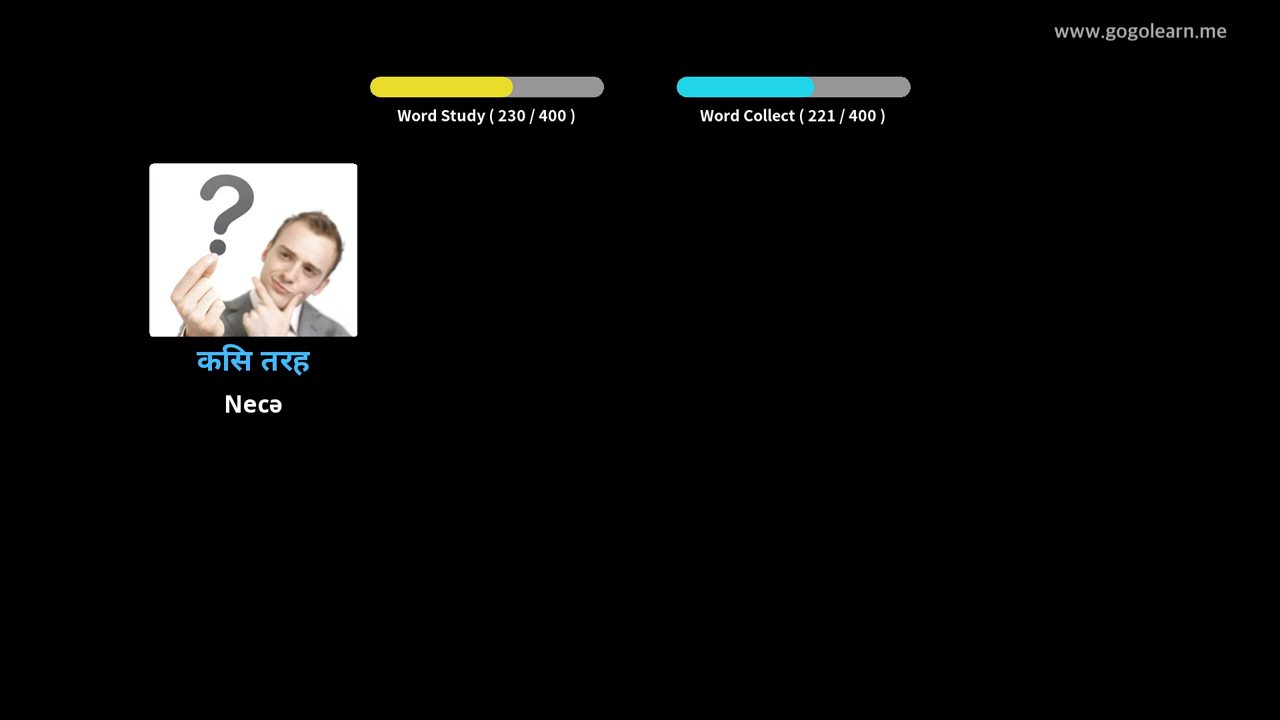 www.gogolearn.me
Word Study ( 230 / 400 )
Word Collect ( 221 / 400 )
?
कसि तरह
Necə